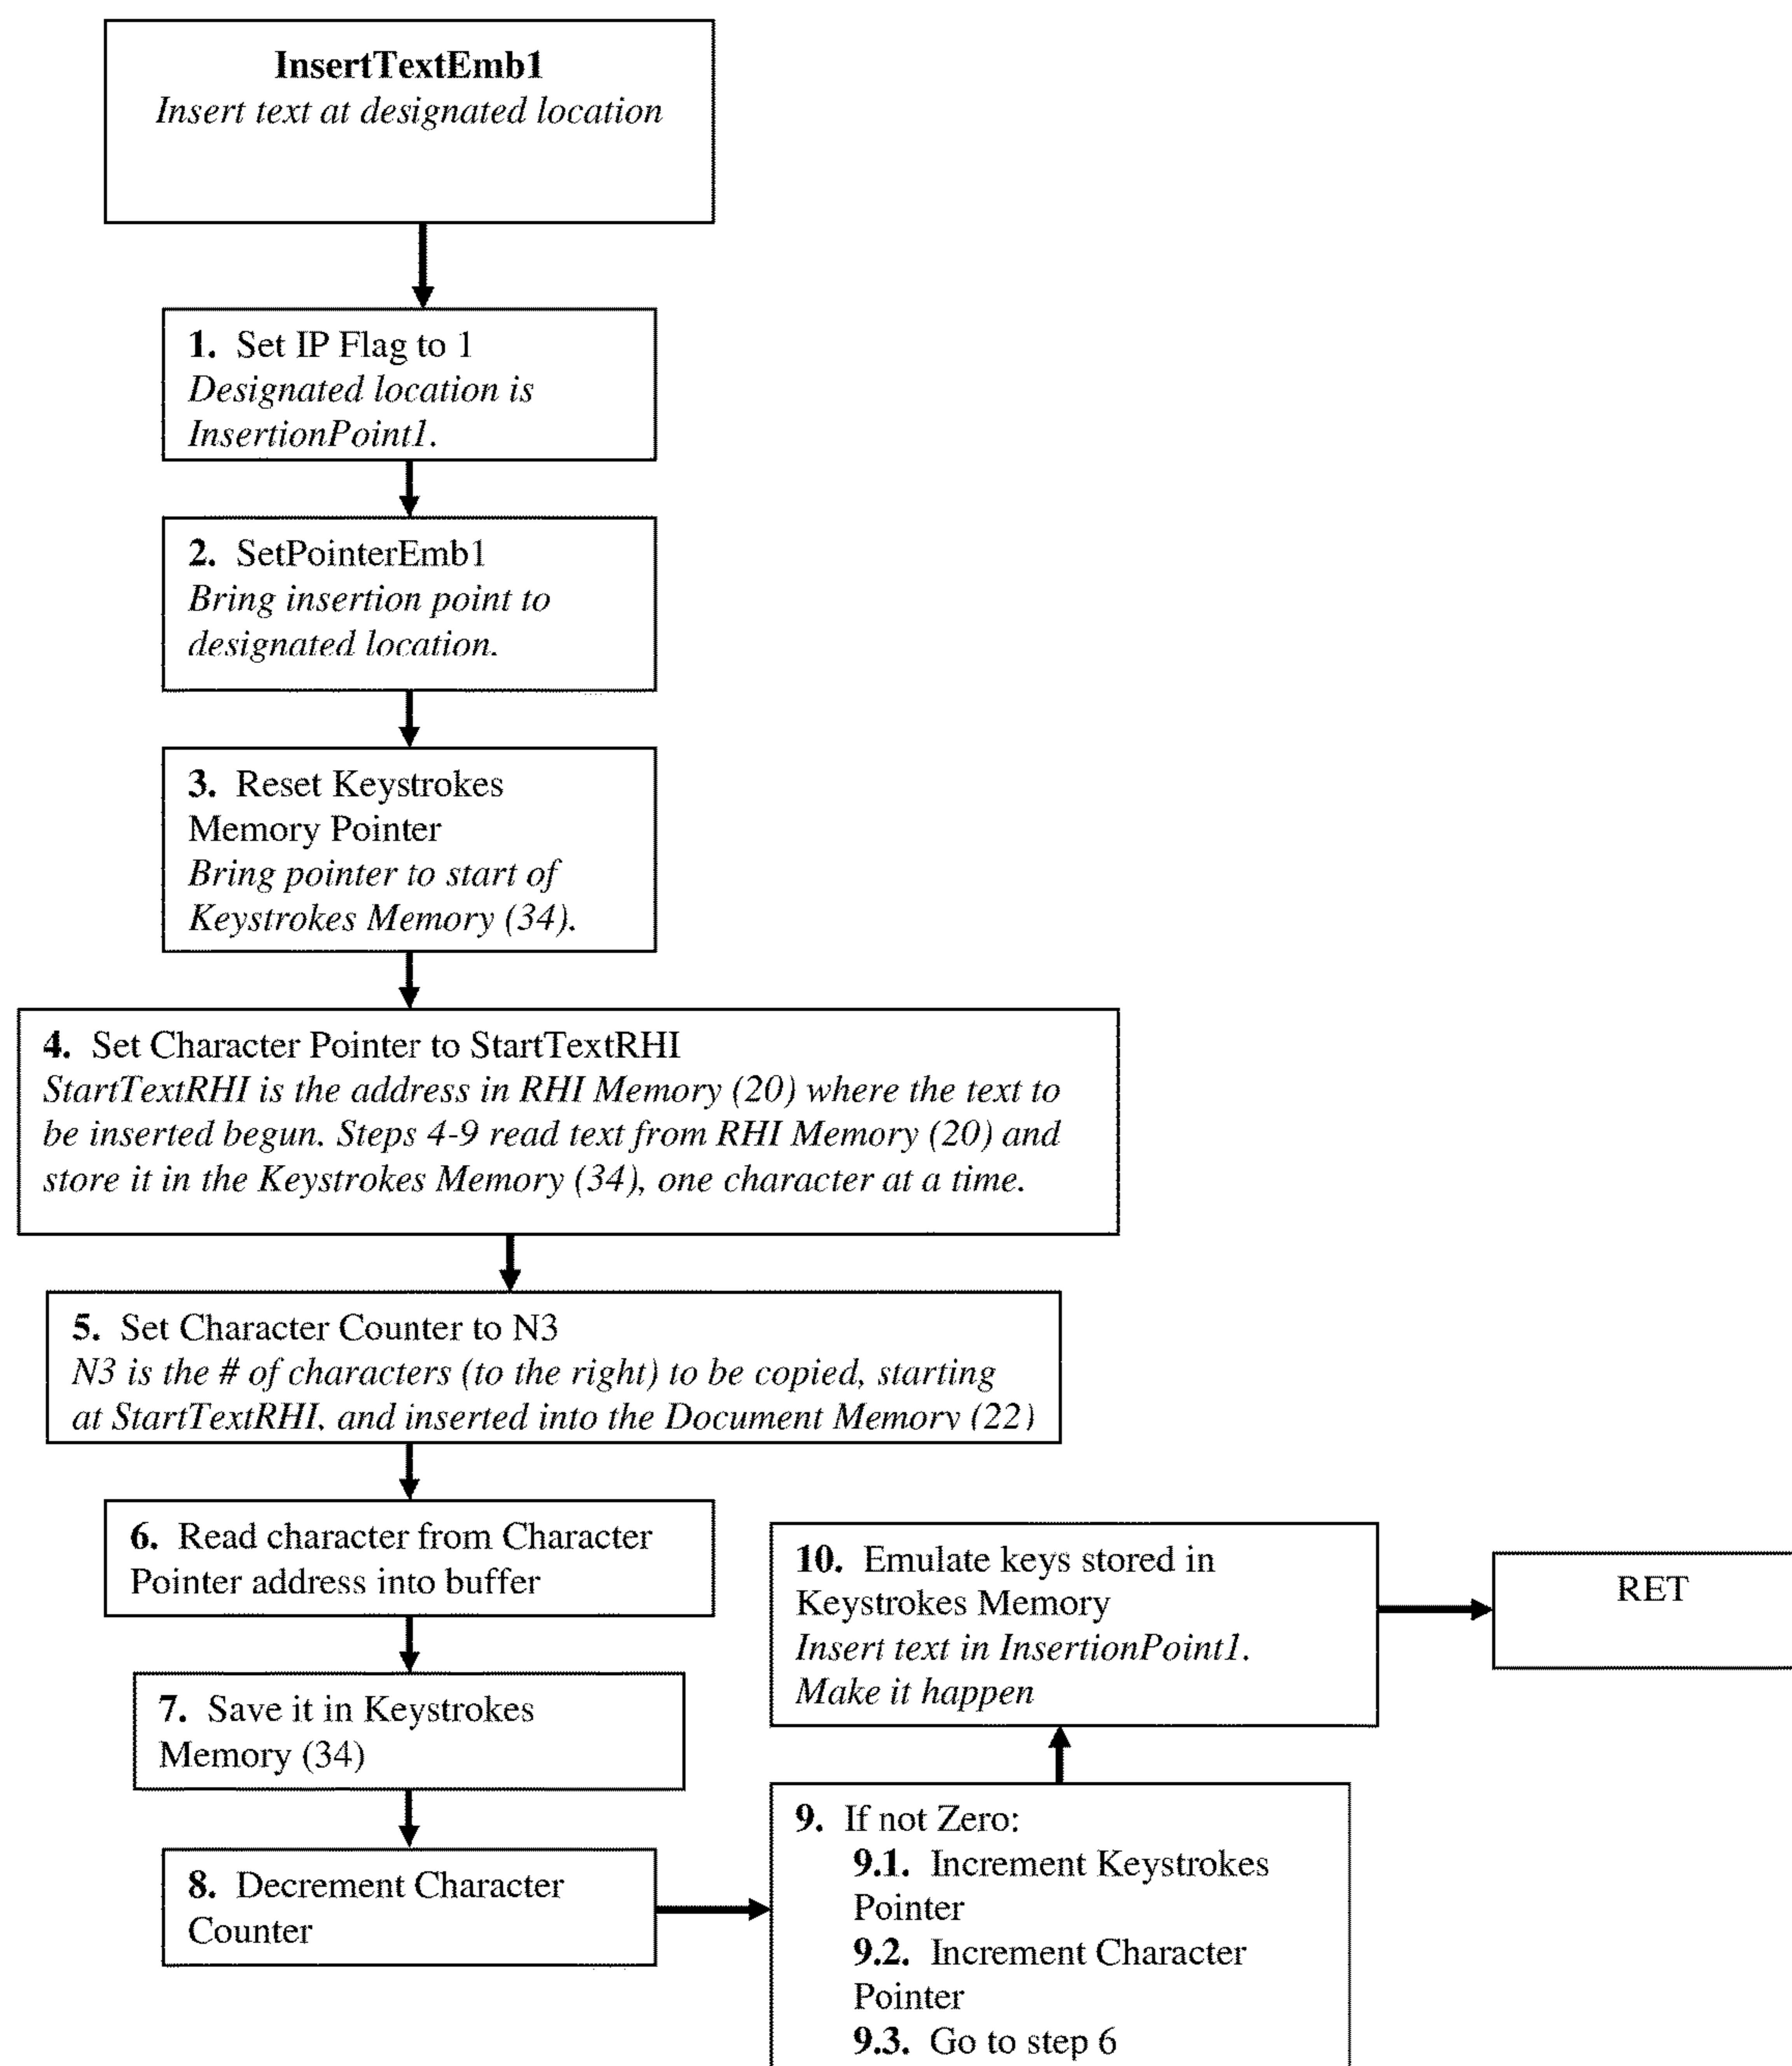 InsertTextEmb1
Insert text at designated location
1. Set IP Flag to 1
Designated location is
InsertionPoint1.
2. SetPointerEmb1
Bring insertion point to
designated location.
3. Reset Keystrokes
Memory Pointer
Bring pointer to start of
Keystrokes Memory (34).
4. Set Character Pointer to StartTextRHI
StartTextRHI is the address in RHI Memory (20) where the text to
be inserted begun. Steps 4-9 read text from RHI Memory (20) and
store it in the Keystrokes Memory (34), one character at a time.
5. Set Character Counter to N3
N3 is the # of characters (to the right) to be copied, starting
at StartTextRHI, and inserted into the Document Memory (22)
6. Read character from Character
Pointer address into buffer
7. Save it in Keystrokes
Memory (34)
8. Decrement Character
Counter
9. If not Zero:
9.1. Increment Keystrokes
Pointer
9.2. Increment Character
Pointer
9.3. Go to step 6
10. Emulate keys stored in
Keystrokes Memory
Insert text in InsertionPoint1.
Make it happen
RET